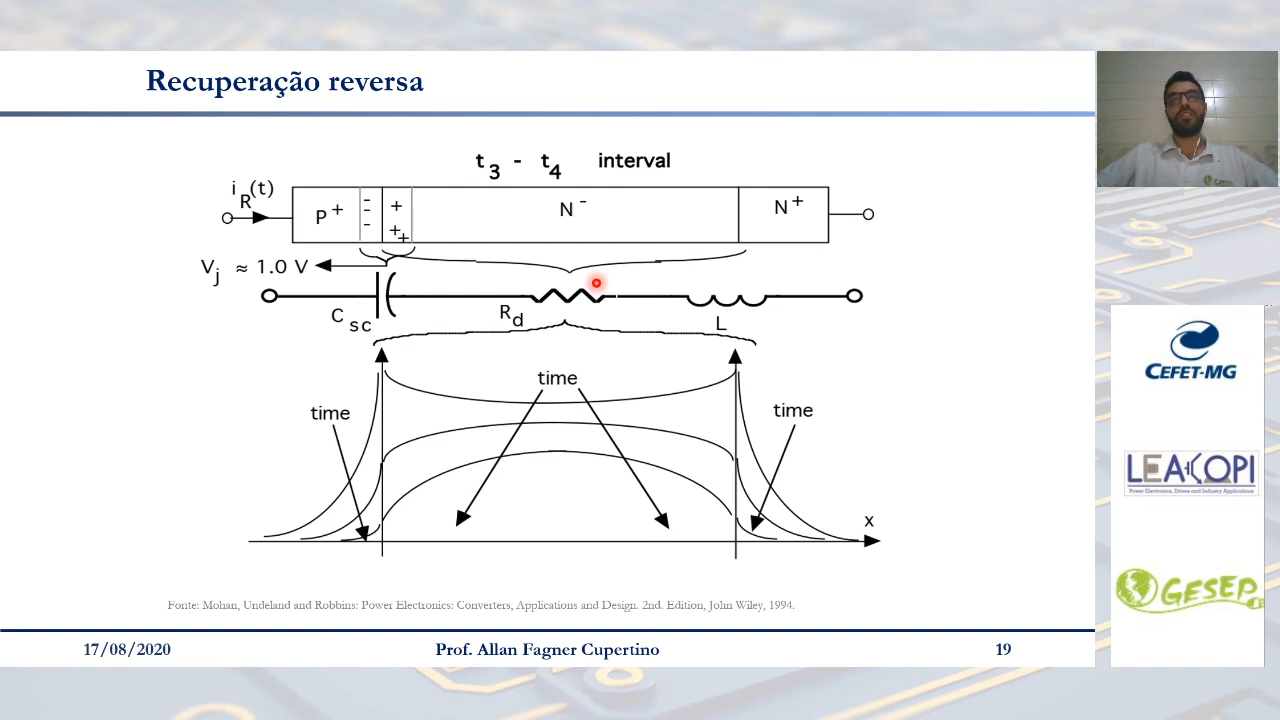 Recuperação reversa
t3 - t4 interval
iR(t)
P+
- - -
+ + +
N-
N+
Vj ≈ 1.0 V
Csc
Rd
L
time
time
time
x
Fonte: Mohan, Undeland and Robbins: Power Electronics: Converters, Applications and Design. 2nd. Edition, John Wiley, 1994.
17/08/2020
Prof. Allan Fagner Cupertino
19
CEFET-MG
LEACOPI
Power Electronics, Drives and Industry Applications
GESEP